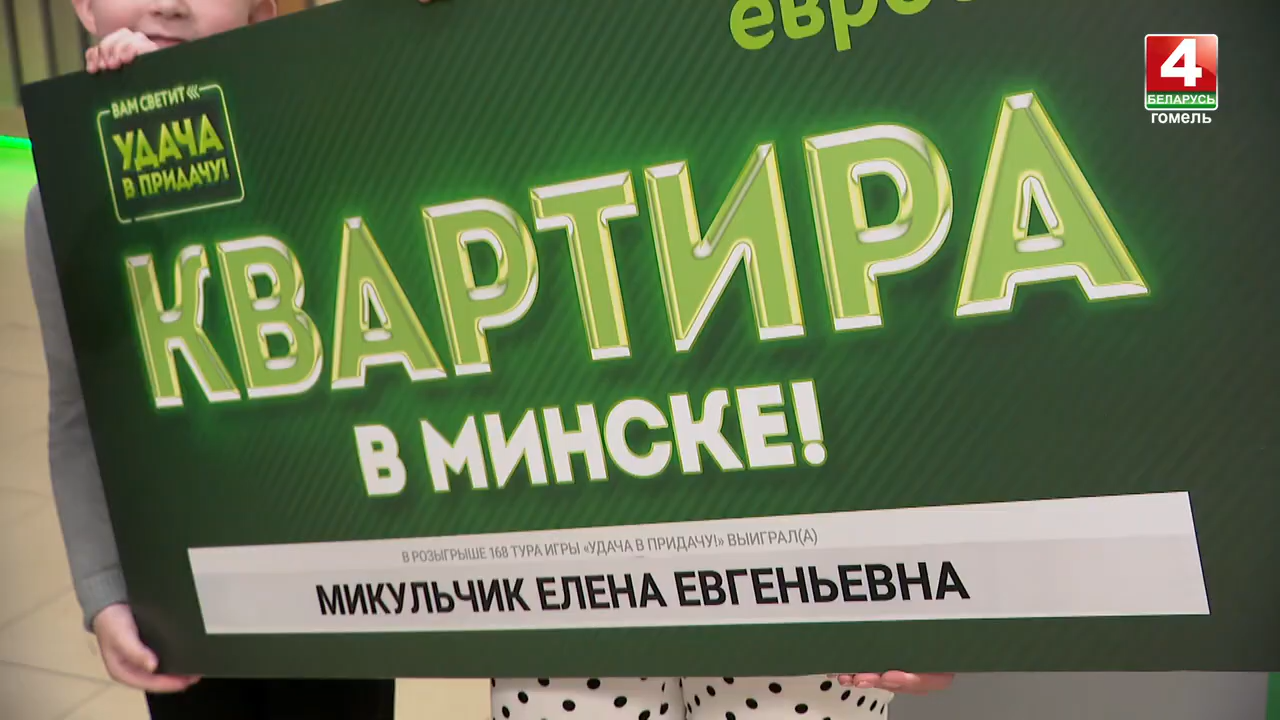 4
БЕЛАРУСЬ
ГОМЕЛЬ
ВАМ СВЕТИТ
УДАЧА
В ПРИДАЧУ!
КВАРТИРА
В МИНСКЕ!
В РОЗЫГРЫШЕ 168 ТУРА ИГРЫ «УДАЧА В ПРИДАЧУ!» ВЫИГРАЛ(А)
МИКУЛЬЧИК ЕЛЕНА ЕВГЕНЬЕВНА